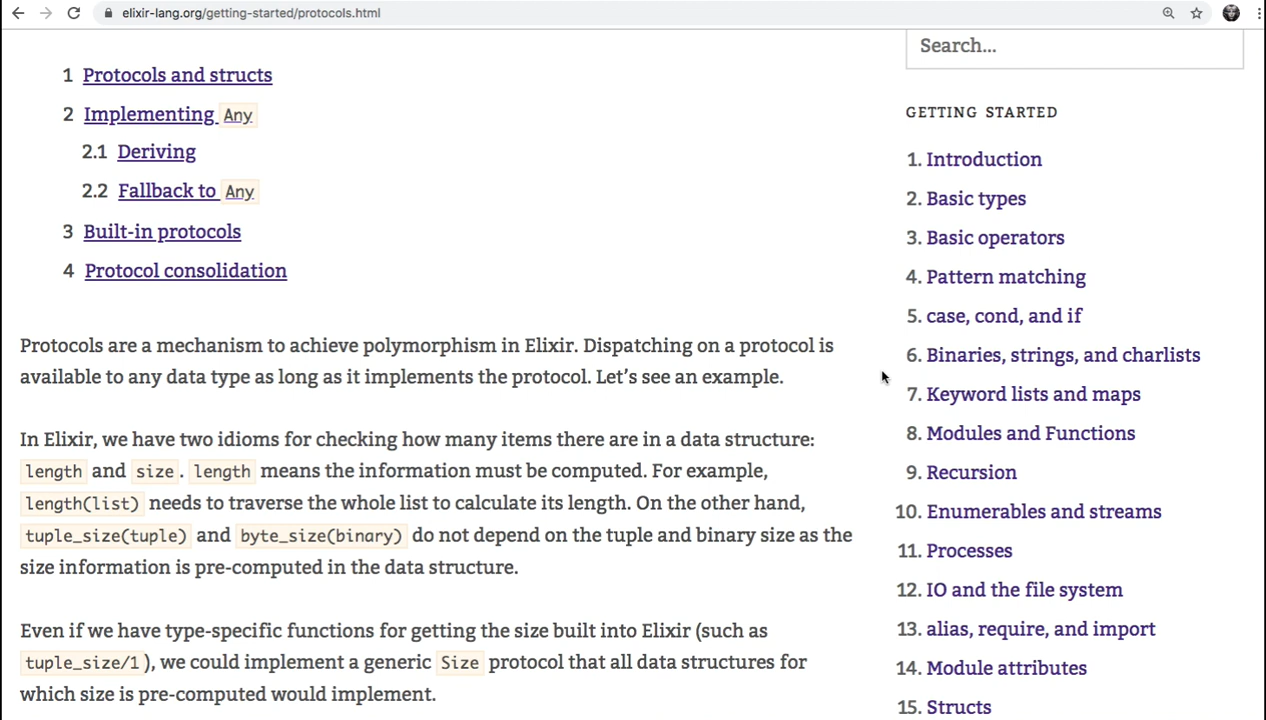 elixir-lang.org/getting-started/protocols.html
1 Protocols and structs
2 Implementing Any
2.1 Deriving
2.2 Fallback to Any
3 Built-in protocols
4 Protocol consolidation
Protocols are a mechanism to achieve polymorphism in Elixir. Dispatching on a protocol is
available to any data type as long as it implements the protocol. Let’s see an example.
In Elixir, we have two idioms for checking how many items there are in a data structure:
length and size. length means the information must be computed. For example,
length(list) needs to traverse the whole list to calculate its length. On the other hand,
tuple_size(tuple) and byte_size(binary) do not depend on the tuple and binary size as the
size information is pre-computed in the data structure.
Even if we have type-specific functions for getting the size built into Elixir (such as
tuple_size/1), we could implement a generic Size protocol that all data structures for
which size is pre-computed would implement.
Search...
GETTING STARTED
1. Introduction
2. Basic types
3. Basic operators
4. Pattern matching
5. case, cond, and if
6. Binaries, strings, and charlists
7. Keyword lists and maps
8. Modules and Functions
9. Recursion
10. Enumerables and streams
11. Processes
12. IO and the file system
13. alias, require, and import
14. Module attributes
15. Structs